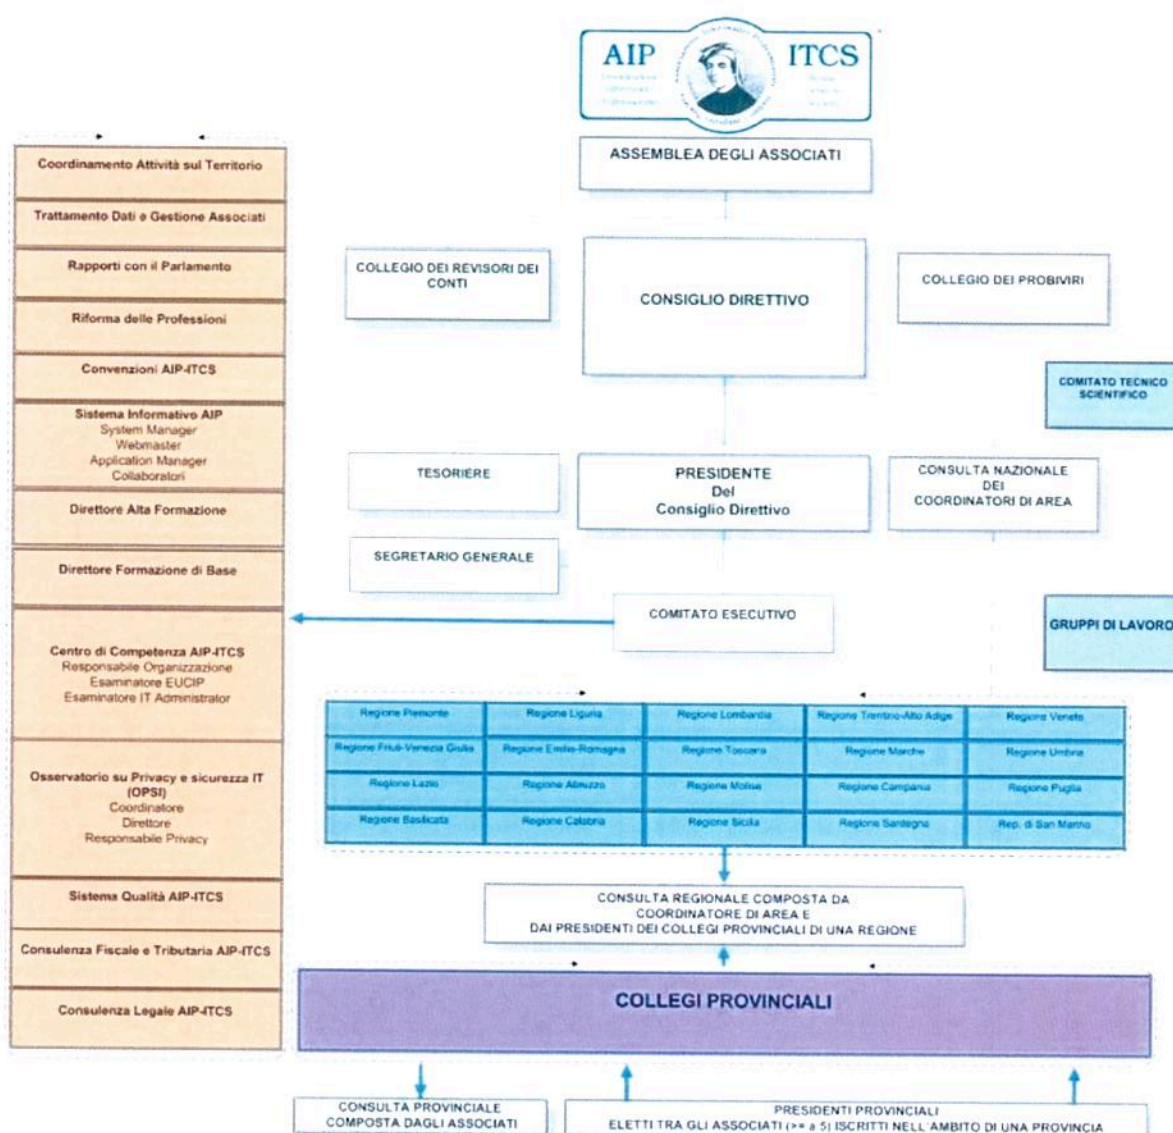 AIP
ITCS
ASSEMBLEA DEGLI ASSOCIATI
COLLEGIO DEI REVISORI DEI
CONTI
CONSIGLIO DIRETTIVO
COLLEGIO DEI PROBIVIRI
COMITATO TECNICO
SCIENTIFICO
TESORIERE
PRESIDENTE
Del
Consiglio Direttivo
CONSULTA NAZIONALE
DEI
COORDINATORI DI AREA
SEGRETARIO GENERALE
COMITATO ESECUTIVO
GRUPPI DI LAVORO
Coordinamento Attività sul Territorio
Trattamento Dati e Gestione Associati
Rapporti con il Parlamento
Riforma delle Professioni
Convenzioni AIP-ITCS
Sistema Informativo AIP
System Manager
Webmaster
Application Manager
Collaboratori
Direttore Alta Formazione
Direttore Formazione di Base
Centro di Competenza AIP-ITCS
Responsabile Organizzazione
Esaminatore EUCIP
Esaminatore IT Administrator
Osservatorio su Privacy e sicurezza IT
(OPSI)
Coordinatore
Direttore
Responsabile Privacy
Sistema Qualità AIP-ITCS
Consulenza Fiscale e Tributaria AIP-ITCS
Consulenza Legale AIP-ITCS
Regione Piemonte
Regione Liguria
Regione Lombardia
Regione Trentino-Alto Adige
Regione Veneto
Regione Friuli-Venezia Giulia
Regione Emilio-Romagna
Regione Toscana
Regione Marche
Regione Umbria
Regione Lazio
Regione Abruzzo
Regione Molise
Regione Campania
Regione Puglia
Regione Basilicata
Regione Calabria
Regione Sicilia
Regione Sardegna
Rep. di San Marino
CONSULTA REGIONALE COMPOSTA DA
COORDINATORE DI AREA E
DAI PRESIDENTI DEI COLLEGI PROVINCIALI DI UNA REGIONE
COLLEGI PROVINCIALI
CONSULTA PROVINCIALE
COMPOSTA DAGLI ASSOCIATI
PRESIDENTI PROVINCIALI
ELETTI TRA GLI ASSOCIATI (>= a 5) ISCRITTI NELL'AMBITO DI UNA PROVINCIA